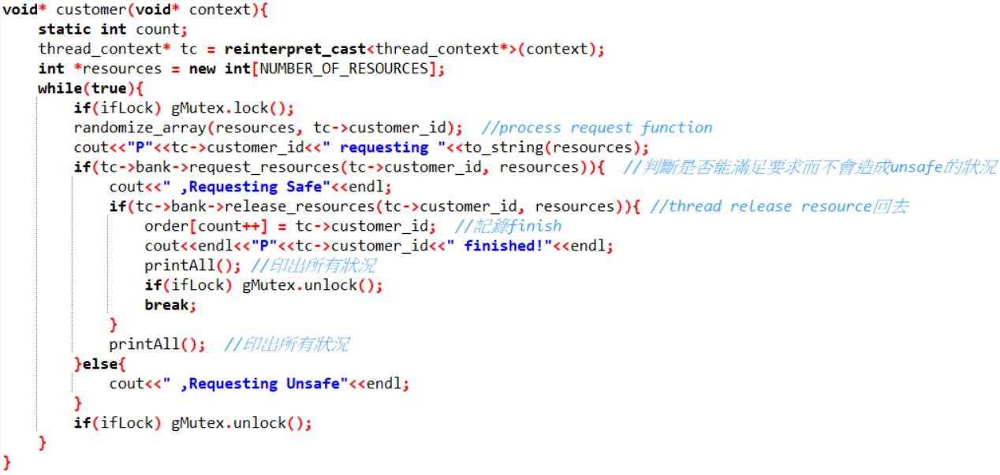 void* customer(void* context){
    static int count;
    thread_context* tc = reinterpret_cast<thread_context*>(context);
    int *resources = new int[NUMBER_OF_RESOURCES];
    while(true){
        if(ifLock) gMutex.lock();
        randomize_array(resources, tc->customer_id);  //process request function
        cout<<"P"<<tc->customer_id<<" requesting "<<to_string(resources);
        if(tc->bank->request_resources(tc->customer_id, resources)){  //判斷是否能滿足要求而不會造成unsafe的狀況
            cout<<" ,Requesting Safe"<<endl;
            if(tc->bank->release_resources(tc->customer_id, resources)){ //thread release resource回去
                order[count++] = tc->customer_id;  //記錄finish
                cout<<endl<<"P"<<tc->customer_id<<" finished!"<<endl;
                printAll(); //印出所有狀況
                if(ifLock) gMutex.unlock();
                break;
            }
            printAll();  //印出所有狀況
        }else{
            cout<<" ,Requesting Unsafe"<<endl;
        }
        if(ifLock) gMutex.unlock();
    }
}